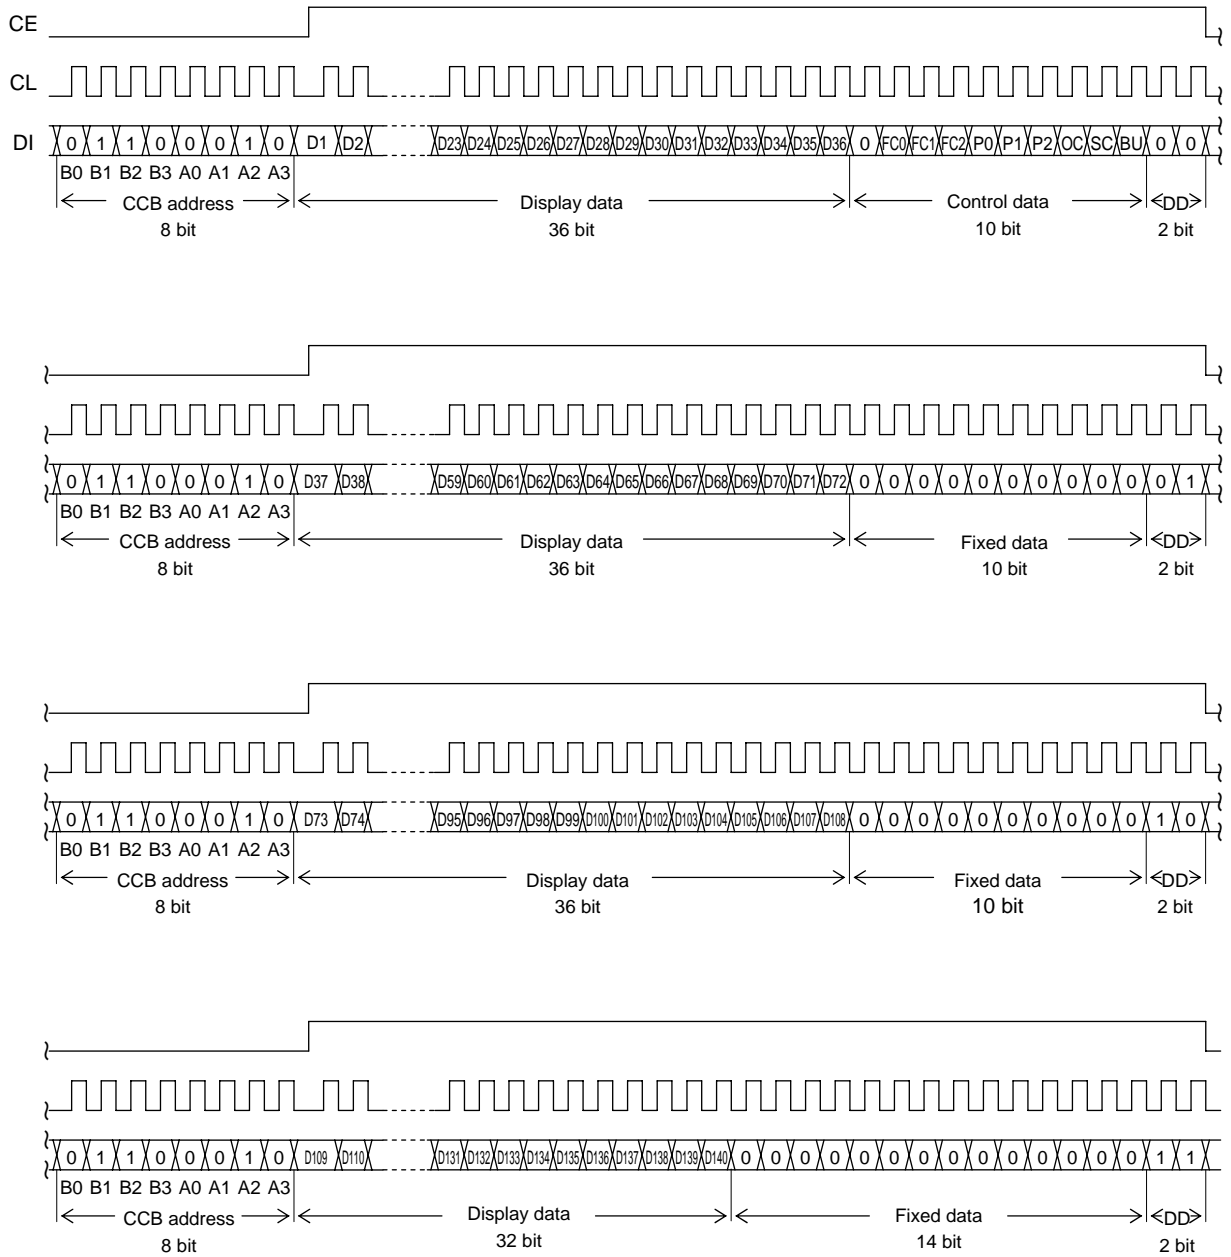 CE
CL
DI 0 1 1 0 0 0 1 0 D1 D2 D23 D24 D25 D26 D27 D28 D29 D30 D31 D32 D33 D34 D35 D36 0 FC0 FC1 FC2 P0 P1 P2 OC SC BU 0 0
B0 B1 B2 B3 A0 A1 A2 A3
CCB address Display data Control data DD
8 bit 36 bit 10 bit 2 bit
0 1 1 0 0 0 1 0 D37 D38 D59 D60 D61 D62 D63 D64 D65 D66 D67 D68 D69 D70 D71 D72 0 0 0 0 0 0 0 0 0 0 0 1
B0 B1 B2 B3 A0 A1 A2 A3
CCB address Display data Fixed data DD
8 bit 36 bit 10 bit 2 bit
0 1 1 0 0 0 1 0 D73 D74 D95 D96 D97 D98 D99 D100 D101 D102 D103 D104 D105 D106 D107 D108 0 0 0 0 0 0 0 0 0 0 1 0
B0 B1 B2 B3 A0 A1 A2 A3
CCB address Display data Fixed data DD
8 bit 36 bit 10 bit 2 bit
0 1 1 0 0 0 1 0 D109 D110 D131 D132 D133 D134 D135 D136 D137 D138 D139 D140 0 0 0 0 0 0 0 0 0 0 0 0 0 0 1 1
B0 B1 B2 B3 A0 A1 A2 A3
CCB address Display data Fixed data DD
8 bit 32 bit 14 bit 2 bit